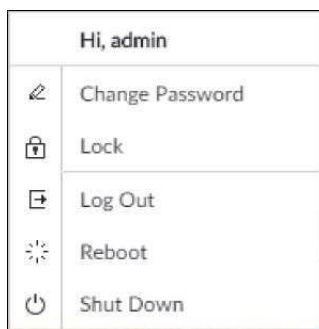 Hi, admin
Change Password
Lock
Log Out
Reboot
Shut Down